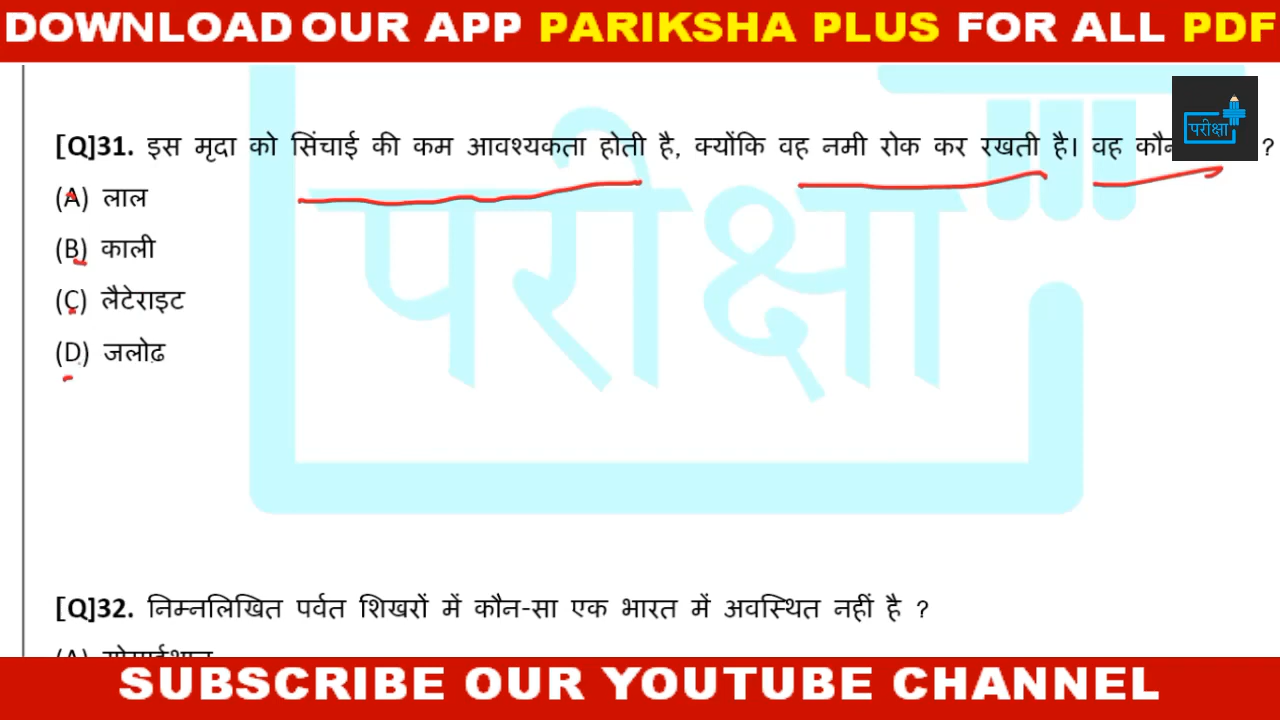 DOWNLOAD OUR APP PARIKSHA PLUS FOR ALL PDF
परीक्षा
[Q]31. इस मृदा को सिंचाई की कम आवश्यकता होती है, क्योंकि वह नमी रोक कर रखती है। वह ?
(A) लाल
(B) काली
(C) लैटेराइट
(D) जलोढ़
परीक्षा
[Q]32. निम्नलिखित पर्वत शिखरों में कौन-सा एक भारत में अवस्थित नहीं है ?
SUBSCRIBE OUR YOUTUBE CHANNEL